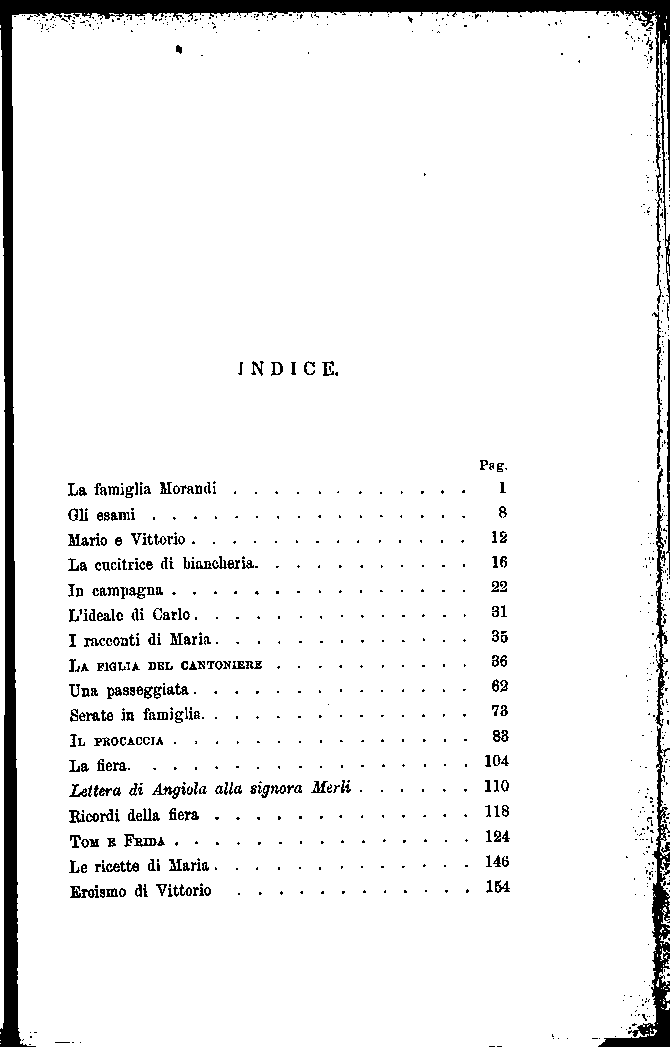 INDICE.
Pag.
La famiglia Morandi . . . . . . . . . . . . 1
Gli esami . . . . . . . . . . . . . . . . 8
Mario e Vittorio . . . . . . . . . . . . . . 12
La cucitrice di biancheria. . . . . . . . . . . 16
In campagna . . . . . . . . . . . . . . . 22
L'ideale di Carlo . . . . . . . . . . . . . . 31
I racconti di Maria . . . . . . . . . . . . . 35
LA FIGLIA DEL CANTONIERE . . . . . . . . . . 36
Una passeggiata . . . . . . . . . . . . . . 62
Serate in famiglia. . . . . . . . . . . . . . 73
IL PROCACCIA . . . . . . . . . . . . . . . 83
La fiera. . . . . . . . . . . . . . . . . 104
Lettera di Angiola alla signora Merli . . . . . . 110
Ricordi della fiera . . . . . . . . . . . . . 118
TOM E FRIDA . . . . . . . . . . . . . . . 124
Le ricette di Maria . . . . . . . . . . . . . 146
Eroismo di Vittorio . . . . . . . . . . . . 154